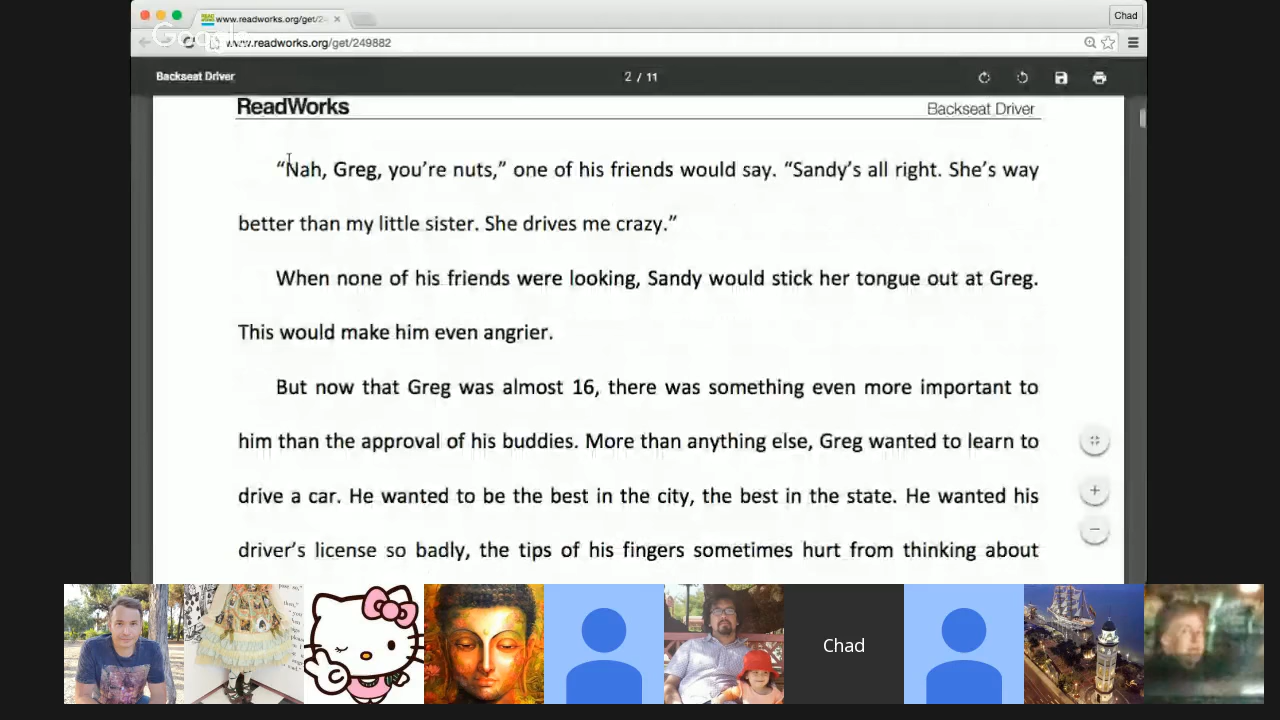 www.readworks.org/get/2
Chad
Google
www.readworks.org/get/249882
Backseat Driver
2 / 11
ReadWorks
Backseat Driver
“Nah, Greg, you’re nuts,” one of his friends would say. “Sandy’s all right. She’s way
better than my little sister. She drives me crazy.”
When none of his friends were looking, Sandy would stick her tongue out at Greg.
This would make him even angrier.
But now that Greg was almost 16, there was something even more important to
him than the approval of his buddies. More than anything else, Greg wanted to learn to
drive a car. He wanted to be the best in the city, the best in the state. He wanted his
driver’s license so badly, the tips of his fingers sometimes hurt from thinking about
Chad